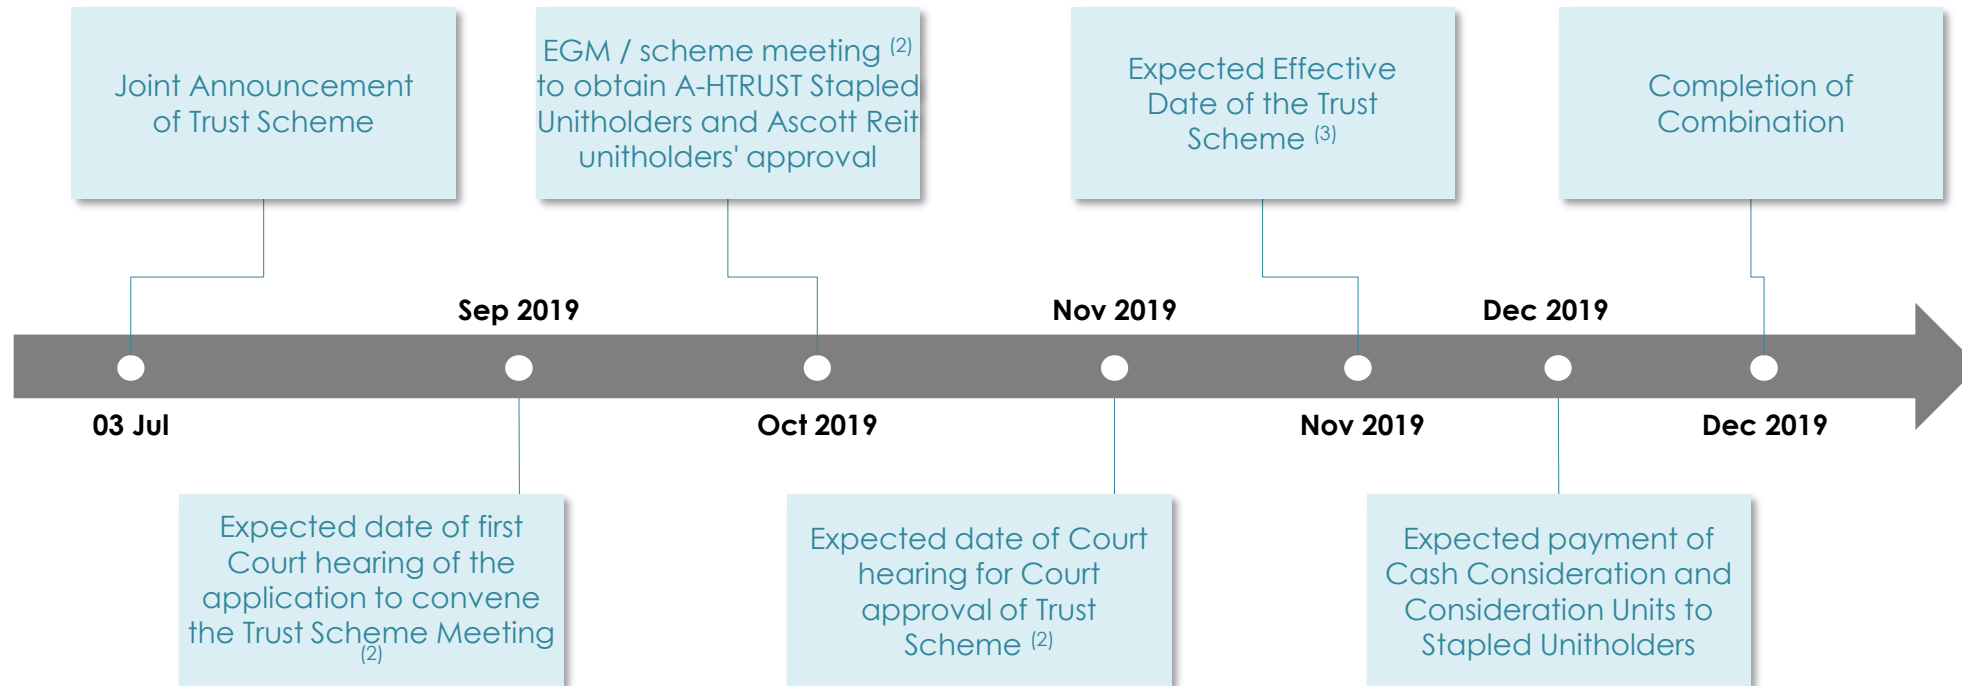 Joint Announcement
of Trust Scheme
EGM / scheme meeting (2)
to obtain A-HTRUST Stapled
Unitholders and Ascott Reit
unitholders' approval
Expected Effective
Date of the Trust
Scheme (3)
Completion of
Combination
Sep 2019
Nov 2019
Dec 2019
03 Jul
Oct 2019
Nov 2019
Dec 2019
Expected date of first
Court hearing of the
application to convene
the Trust Scheme Meeting
(2)
Expected date of Court
hearing for Court
approval of Trust
Scheme (2)
Expected payment of
Cash Consideration and
Consideration Units to
Stapled Unitholders